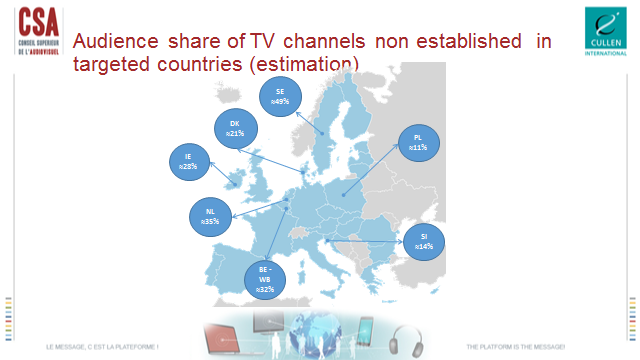 CSA
CONSEIL SUPERIEUR
DE L'AUDIOVISUEL
Audience share of TV channels non established in
targeted countries (estimation)
CULLEN
INTERNATIONAL
SE
≈49%
DK
≈21%
PL
≈11%
IE
≈28%
NL
≈35%
SI
≈14%
BE -
WB
≈32%
LE MESSAGE, C EST LA PLATEFORME !
THE PLATFORM IS THE MESSAGE!